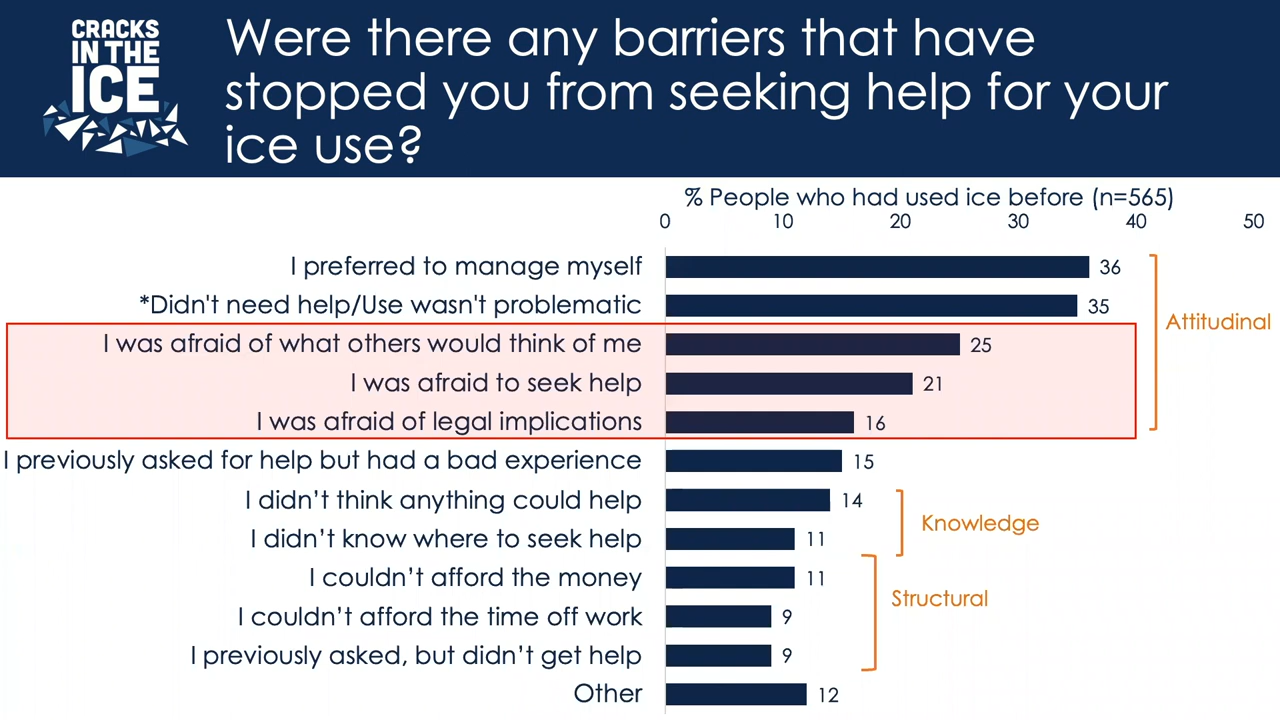 CRACKS
IN THE
ICE
Were there any barriers that have
stopped you from seeking help for your
ice use?
% People who had used ice before (n=565)
0 10 20 30 40 50
I preferred to manage myself 36
*Didn't need help/Use wasn't problematic 35
Attitudinal
I was afraid of what others would think of me 25
I was afraid to seek help 21
I was afraid of legal implications 16
I previously asked for help but had a bad experience 15
I didn’t think anything could help 14
Knowledge
I didn’t know where to seek help 11
I couldn’t afford the money 11
Structural
I couldn’t afford the time off work 9
I previously asked, but didn’t get help 9
Other 12